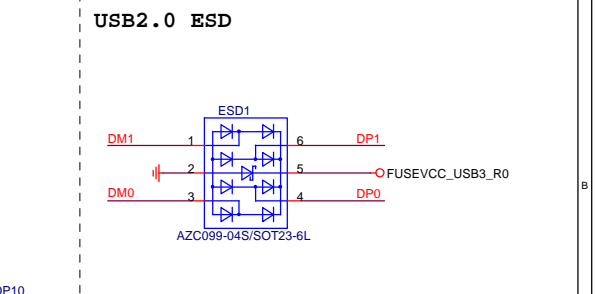 USB2.0 ESD
ESD1
DM1 1 6 DP1
2 5 FUSEVCC_USB3_R0
DM0 3 4 DP0
AZC099-04S/SOT23-6L
B